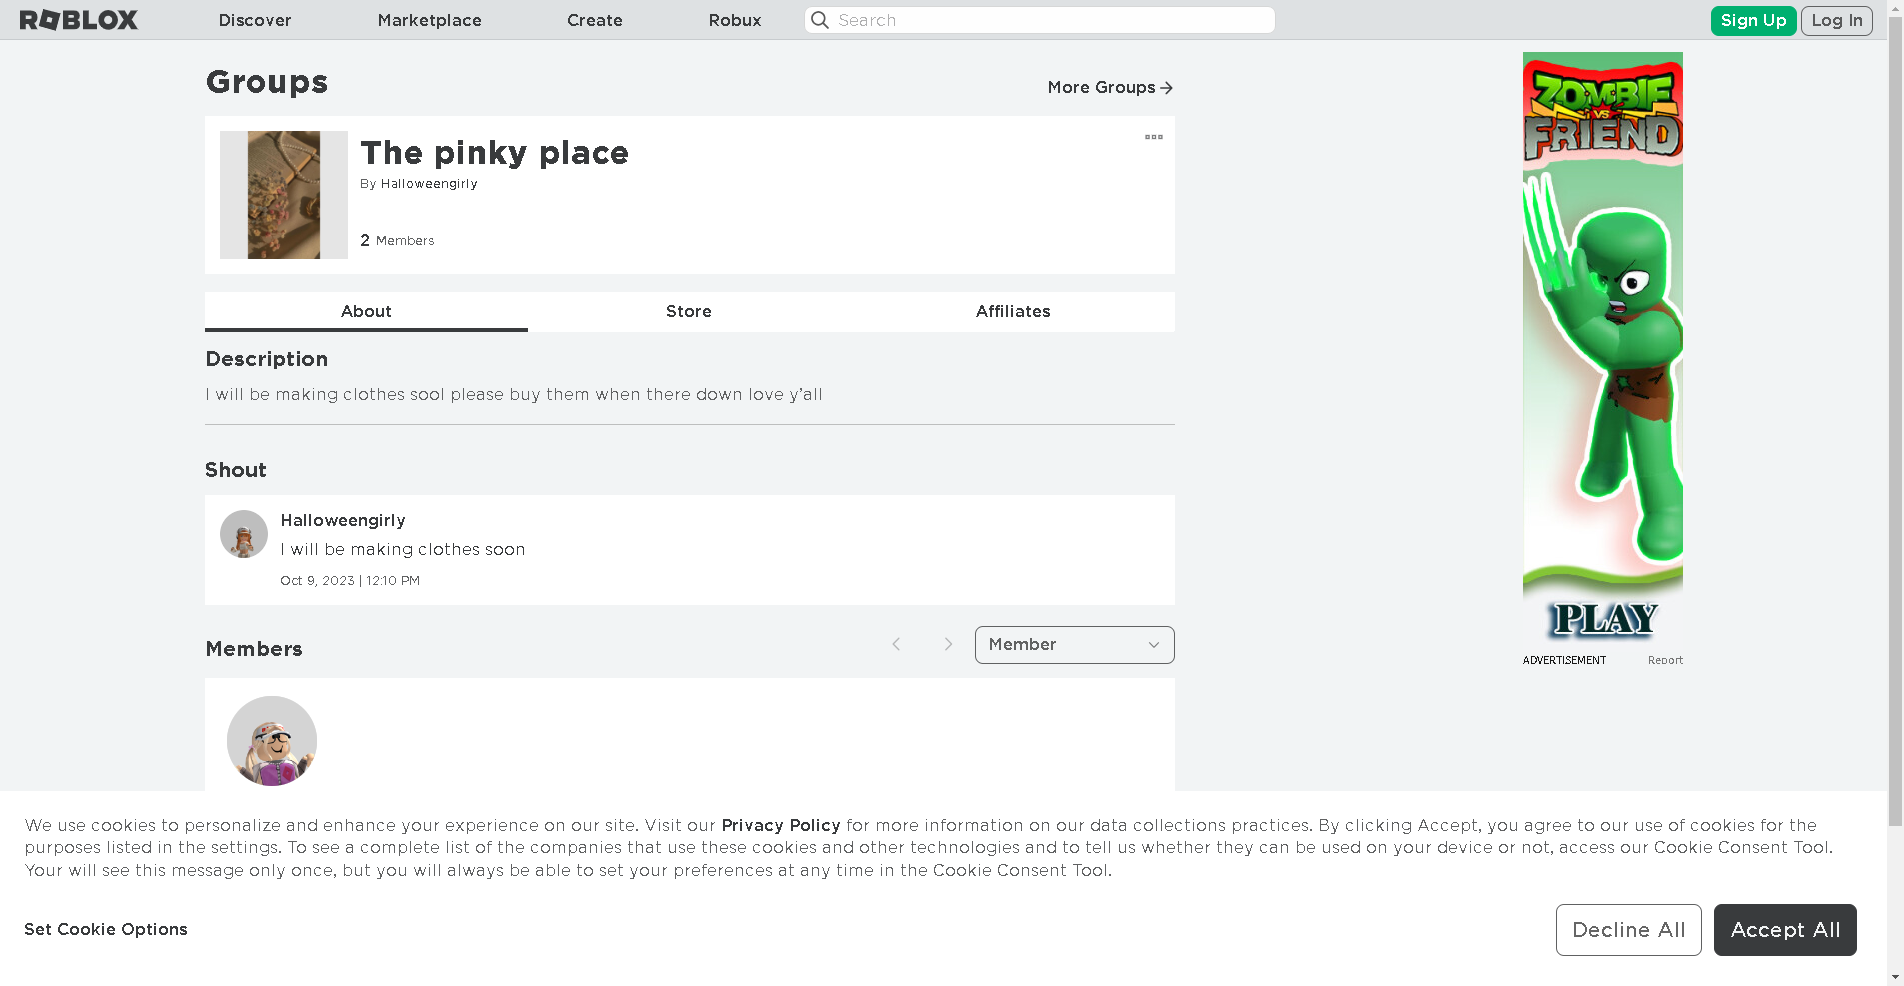 ROBLOX Discover Marketplace Create Robux Search Sign Up Log In
Groups
More Groups
The pinky place
By Halloweengirly
2 Members
About Store Affiliates
Description
I will be making clothes sool please buy them when there down love y’all
Shout
Halloweengirly
I will be making clothes soon
Oct 9, 2023 | 12:10 PM
Members
Member
ZOMBIE
VS
FRIEND
PLAY
ADVERTISEMENT Report
We use cookies to personalize and enhance your experience on our site. Visit our Privacy Policy for more information on our data collections practices. By clicking Accept, you agree to our use of cookies for the
purposes listed in the settings. To see a complete list of the companies that use these cookies and other technologies and to tell us whether they can be used on your device or not, access our Cookie Consent Tool.
Your will see this message only once, but you will always be able to set your preferences at any time in the Cookie Consent Tool.
Set Cookie Options
Decline All
Accept All